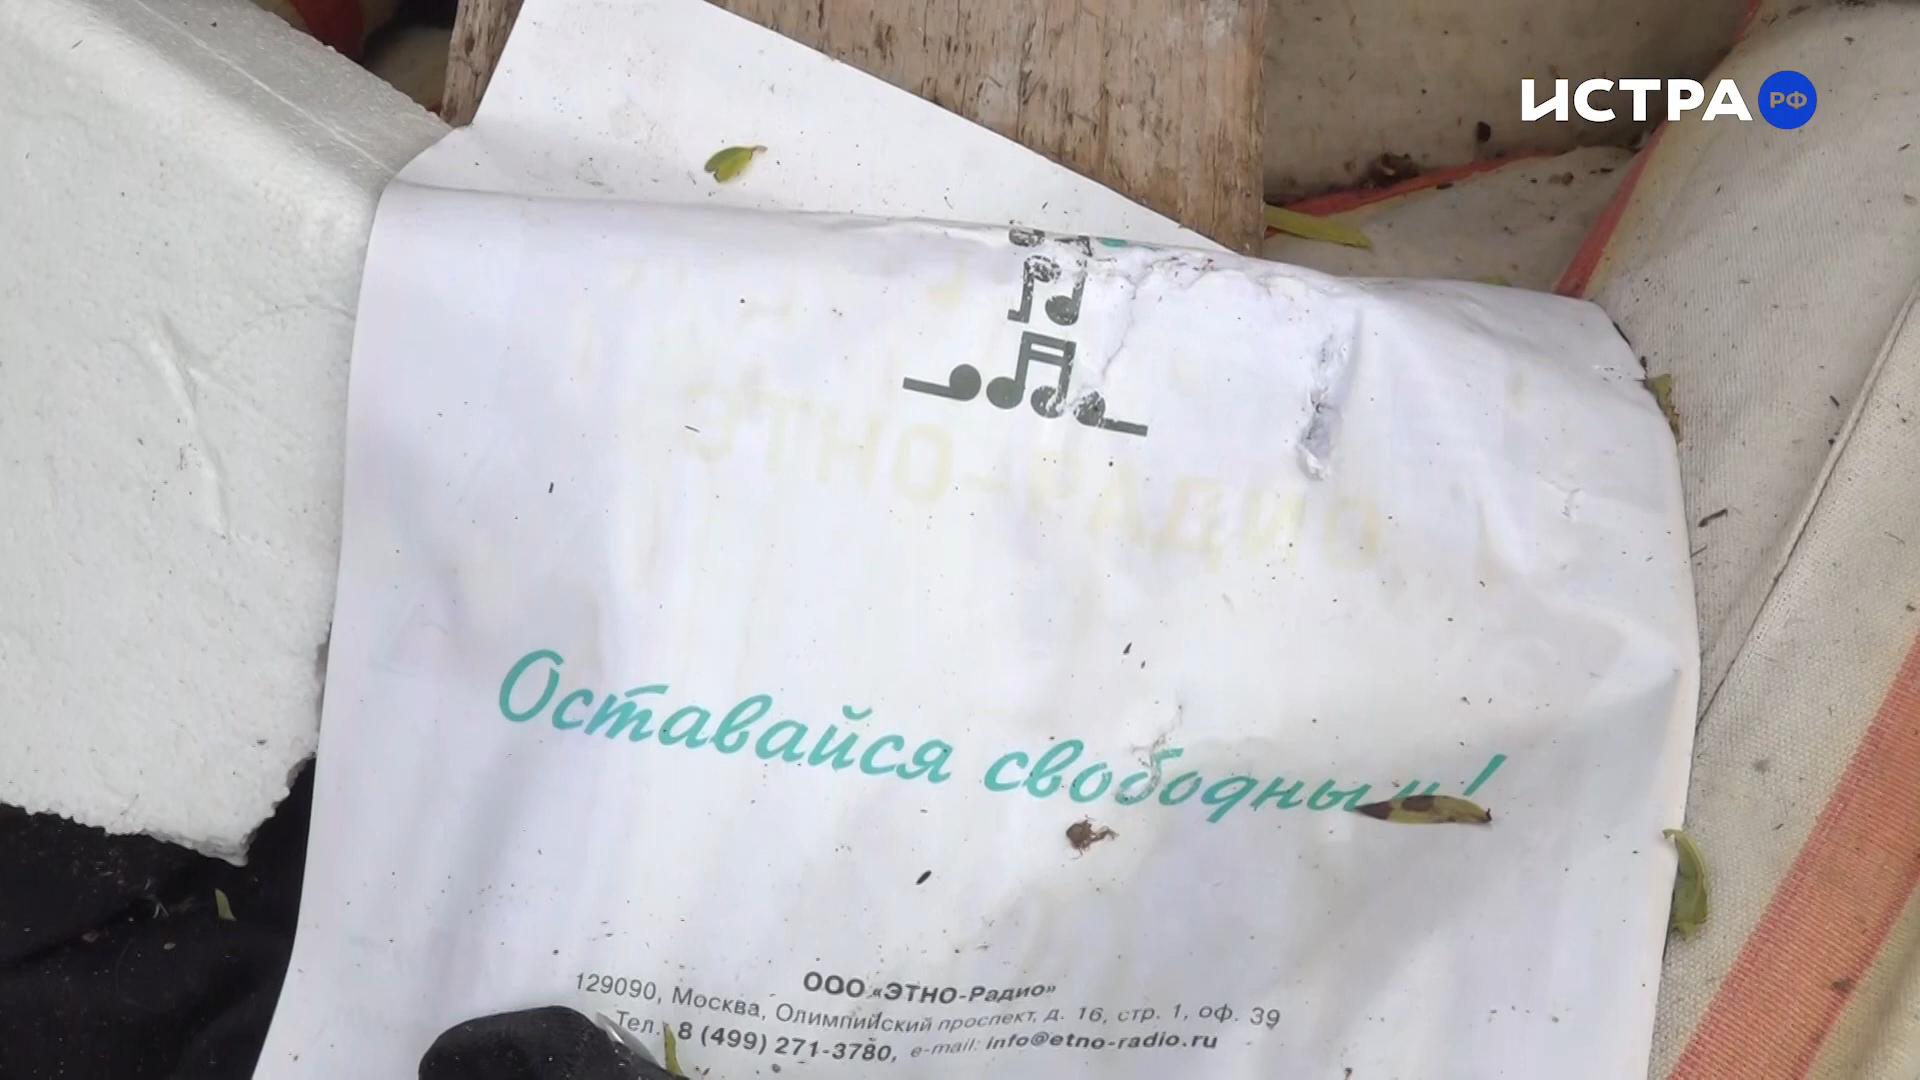 ИСТРА РФ
ЭТНО-РАДИО
Оставайся свободным!
ООО «ЭТНО-Радио»
129090, Москва, Олимпийский проспект, д. 16, стр. 1, оф. 39
Тел.: 8 (499) 271-3780, e-mail: info@etno-radio.ru